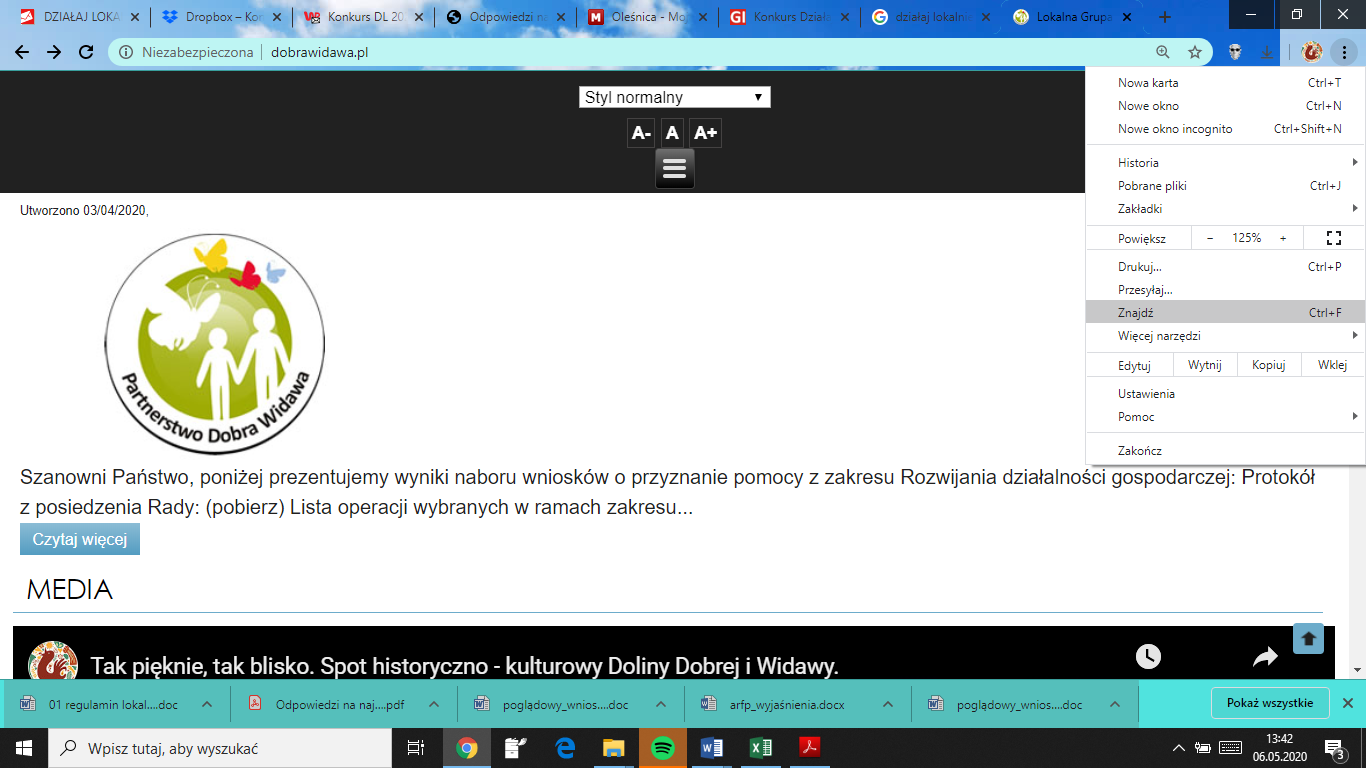 DZIAŁAJ LOKA
Dropbox – Kon
Konkurs DL 20
Odpowiedzi na
Oleśnica - Moj
Konkurs Działa
działaj lokalni
Lokalna Grupa
Niezabezpieczona
dobrawidawa.pl
Styl normalny
A- A A+
Utworzono 03/04/2020,
Partnerstwo Dobra Widawa
Szanowni Państwo, poniżej prezentujemy wyniki naboru wniosków o przyznanie pomocy z zakresu Rozwijania działalności gospodarczej: Protokół
z posiedzenia Rady: (pobierz) Lista operacji wybranych w ramach zakresu...
Czytaj więcej
MEDIA
Tak pięknie, tak blisko. Spot historyczno - kulturowy Doliny Dobrej i Widawy.
Nowa karta Ctrl+T
Nowe okno Ctrl+N
Nowe okno incognito Ctrl+Shift+N
Historia
Pobrane pliki Ctrl+J
Zakładki
Powiększ – 125% +
Drukuj... Ctrl+P
Przesyłaj...
Znajdź Ctrl+F
Więcej narzędzi
Edytuj Wytnij Kopiuj Wklej
Ustawienia
Pomoc
Zakończ
01 regulamin lokal....doc
Odpowiedzi na naj....pdf
poglądowy_wnios....doc
arfp_wyjaśnienia.docx
poglądowy_wnios....doc
Pokaż wszystkie
Wpisz tutaj, aby wyszukać
13:42
06.05.2020
3